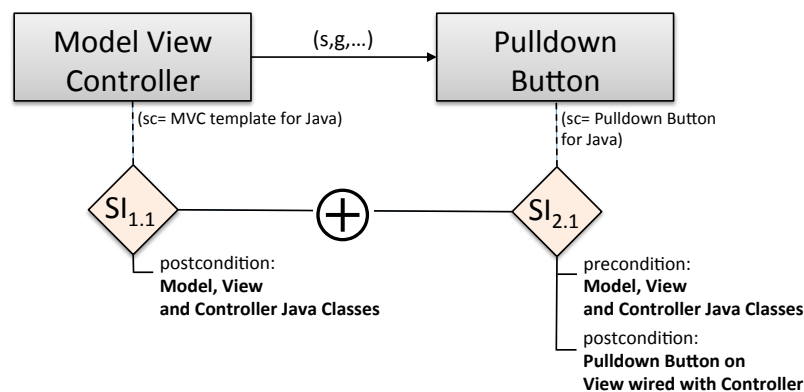 Model View
Controller
(s,g,...)
Pulldown
Button
(sc= MVC template for Java)
(sc= Pulldown Button
for Java)
SI1.1
SI2.1
postcondition:
Model, View
and Controller Java Classes
precondition:
Model, View
and Controller Java Classes
postcondition:
Pulldown Button on
View wired with Controller